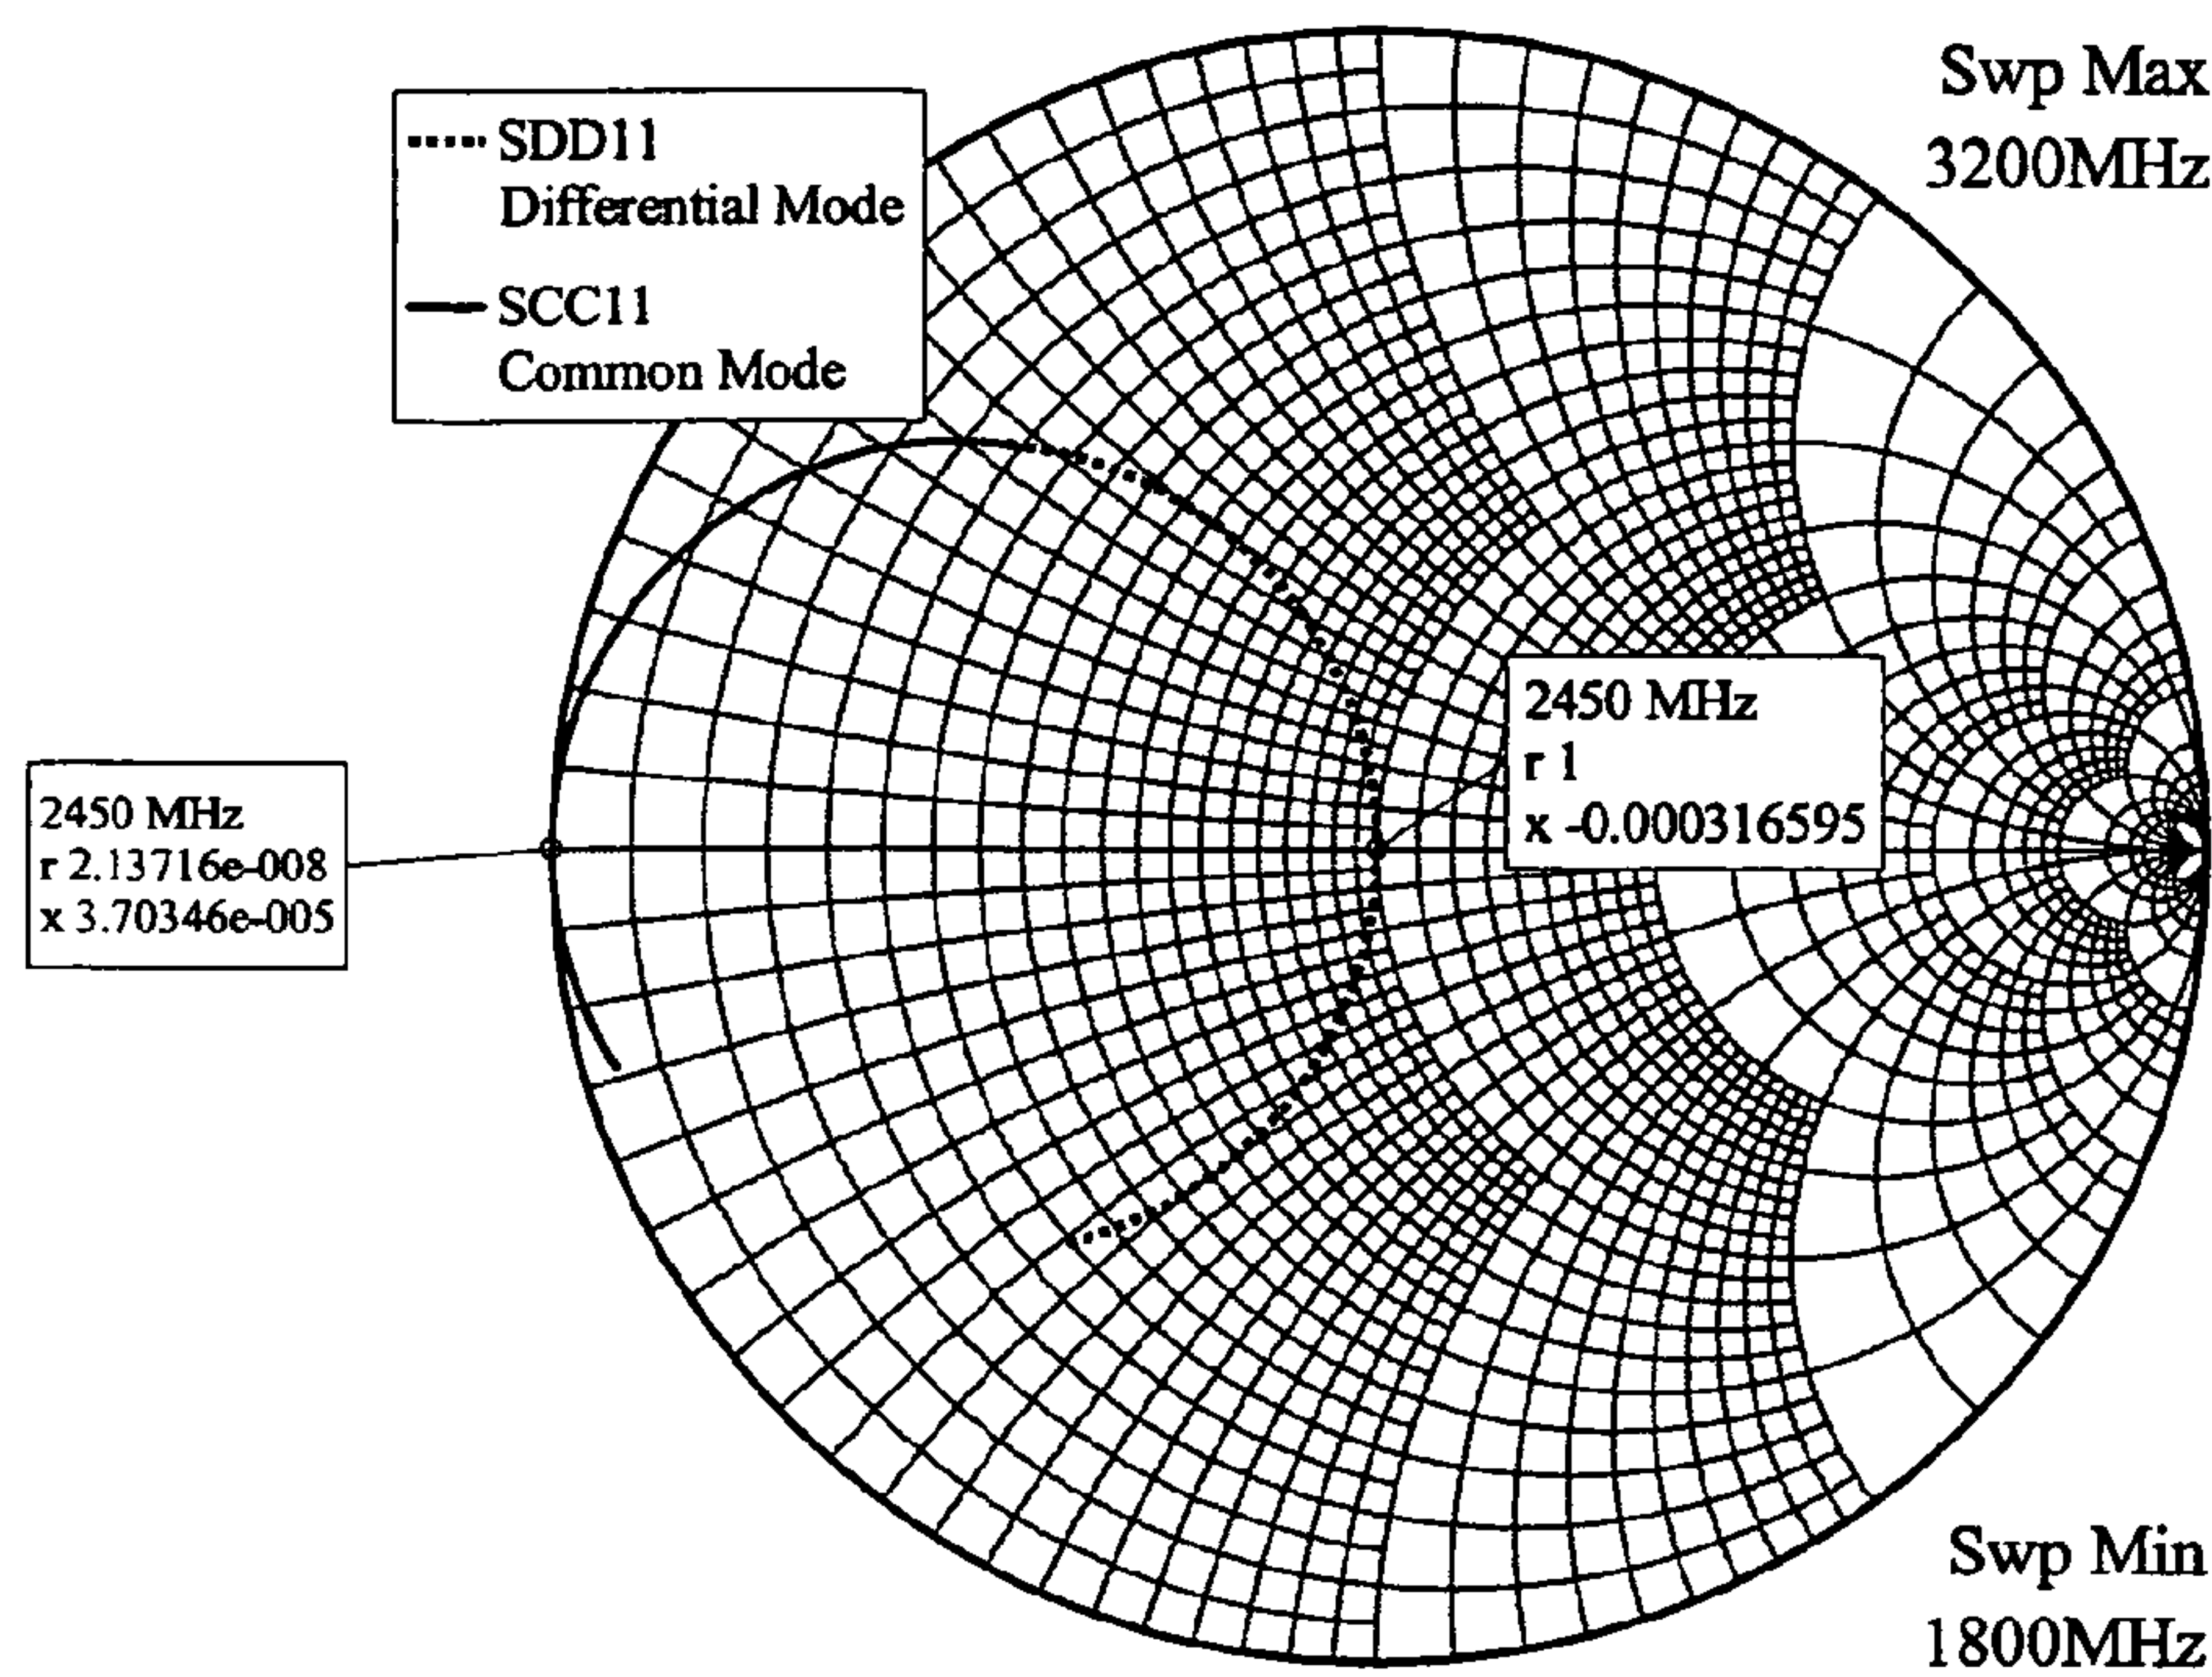 Swp Max
3200MHz
SDD11
Differential Mode
SCC11
Common Mode
2450 MHz
r 1
x -0.000316595
2450 MHz
r 2.13716e-008
x 3.70346e-005
Swp Min
1800MHz